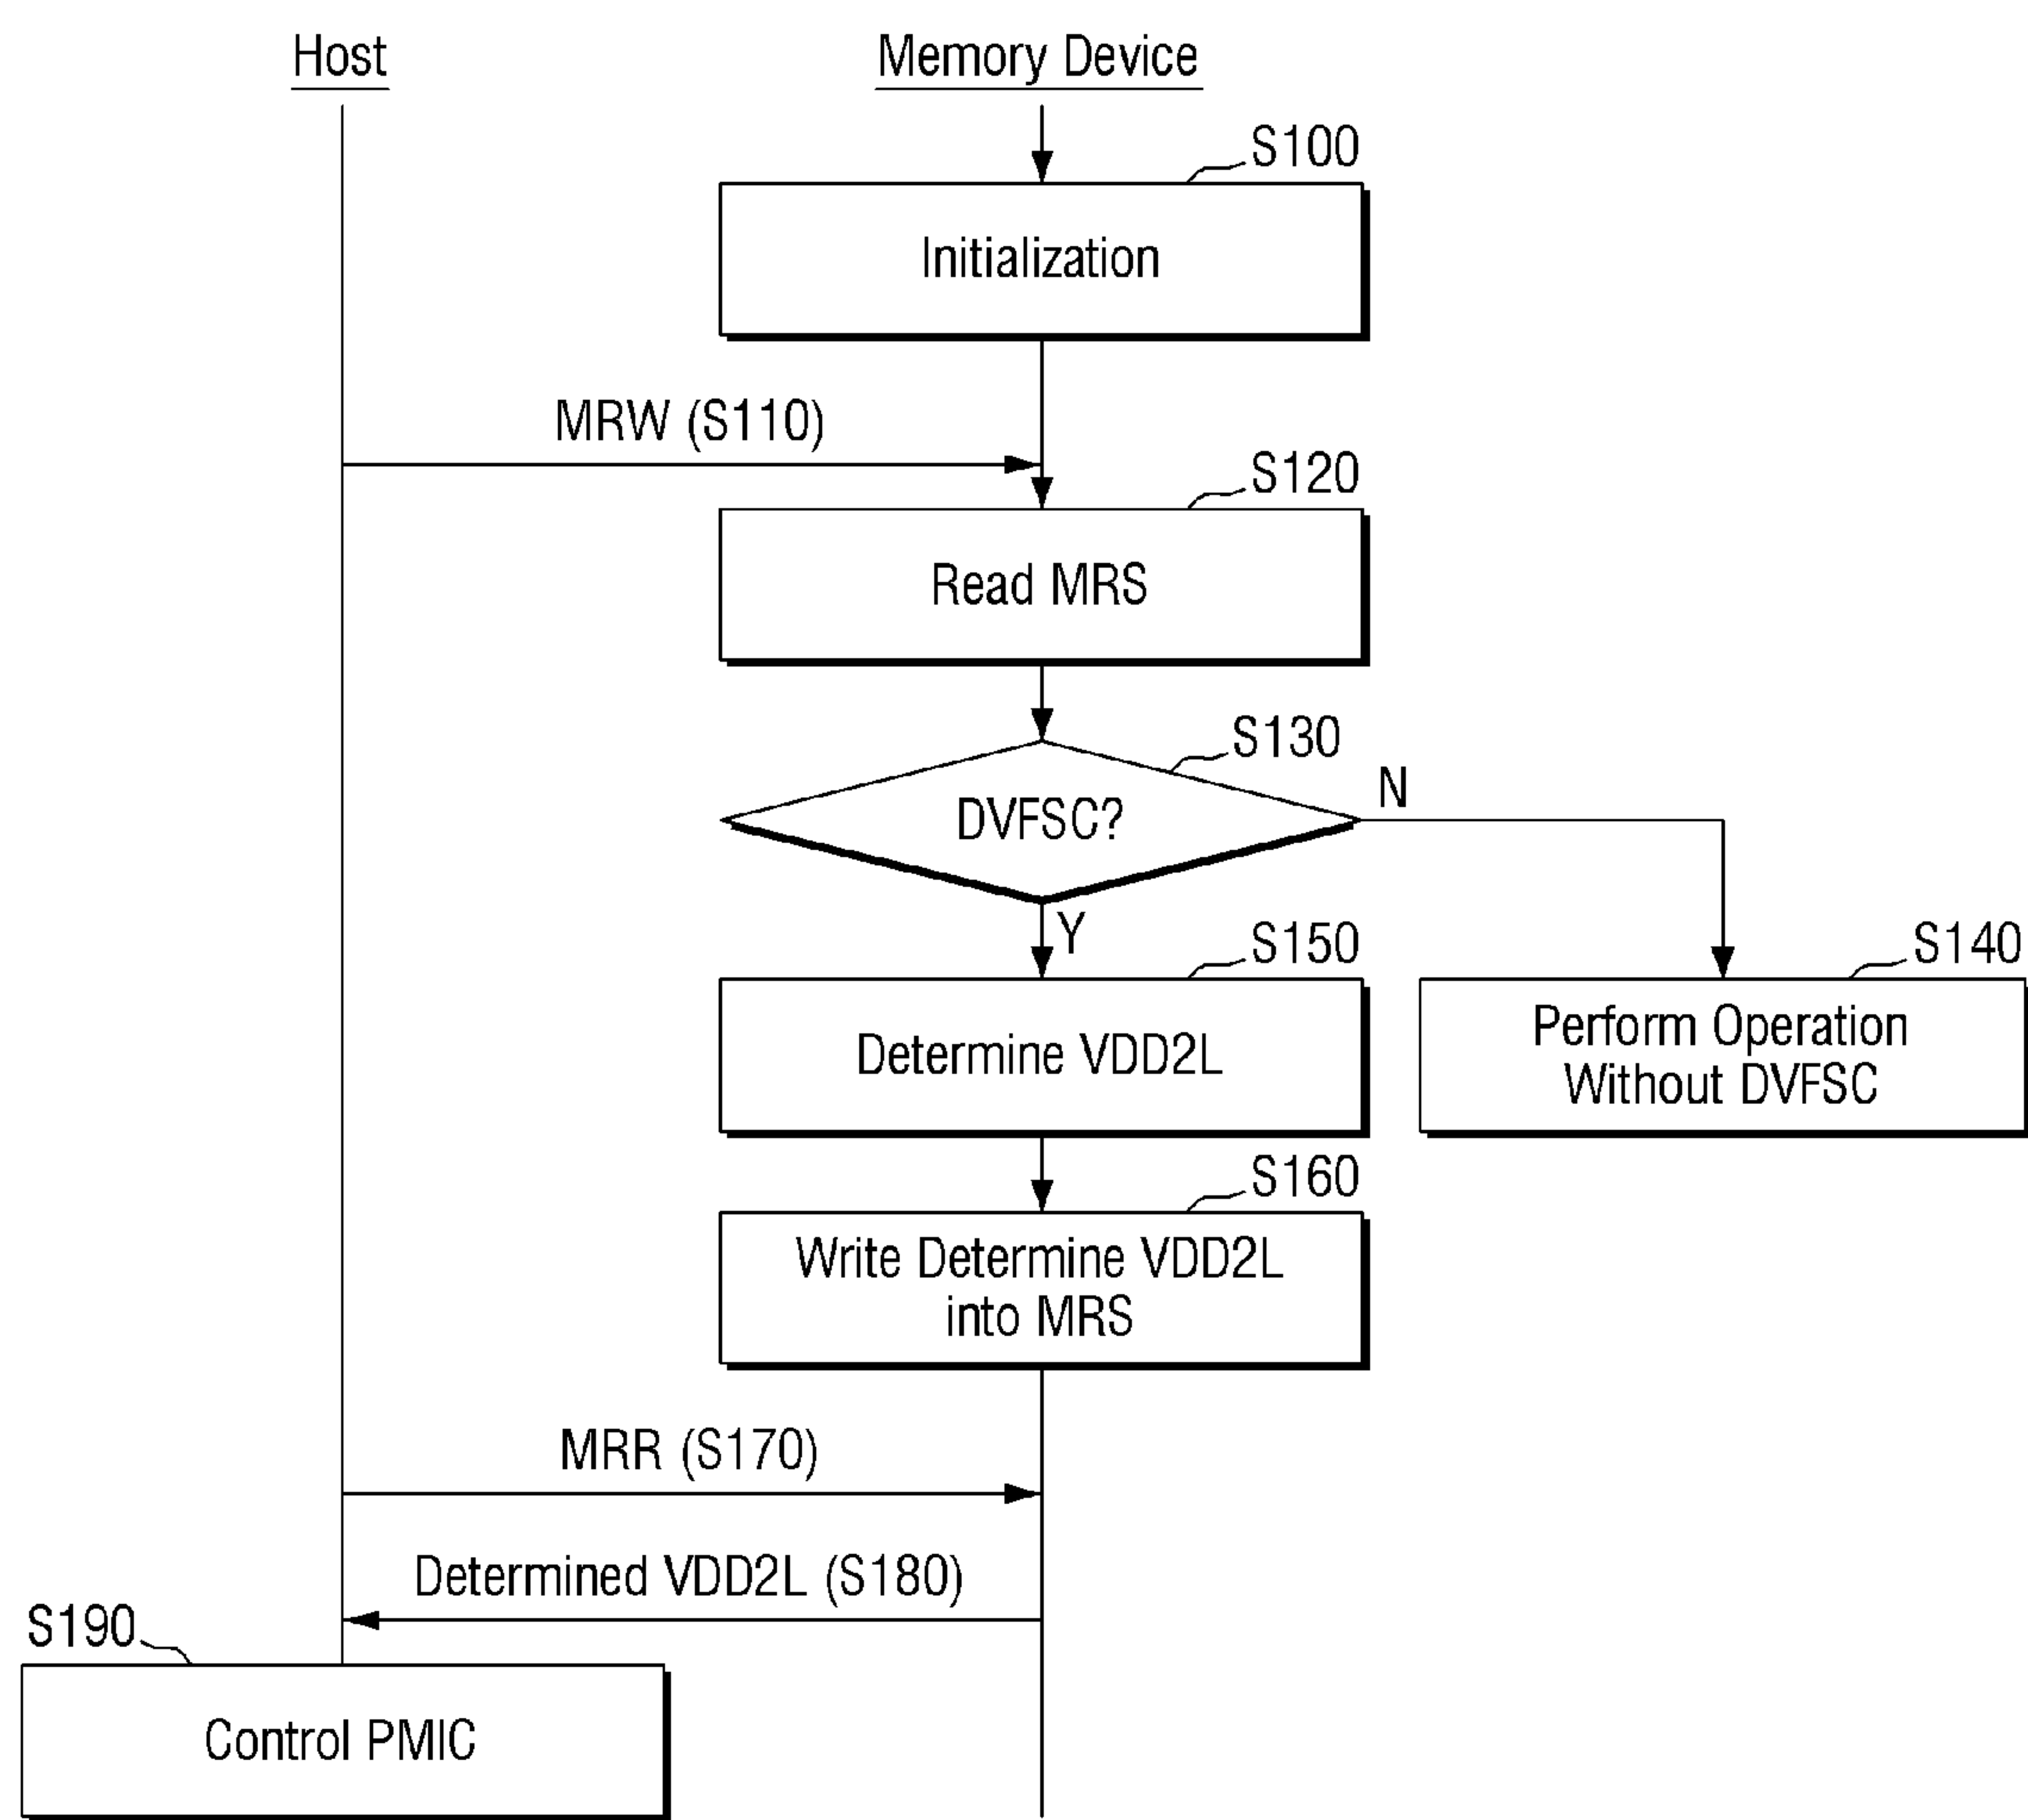 Host
Memory Device
S100
Initialization
MRW (S110)
S120
Read MRS
S130
DVFSC?
N
Y
S150
S140
Determine VDD2L
Perform Operation
Without DVFSC
S160
Write Determine VDD2L
into MRS
MRR (S170)
Determined VDD2L (S180)
S190
Control PMIC